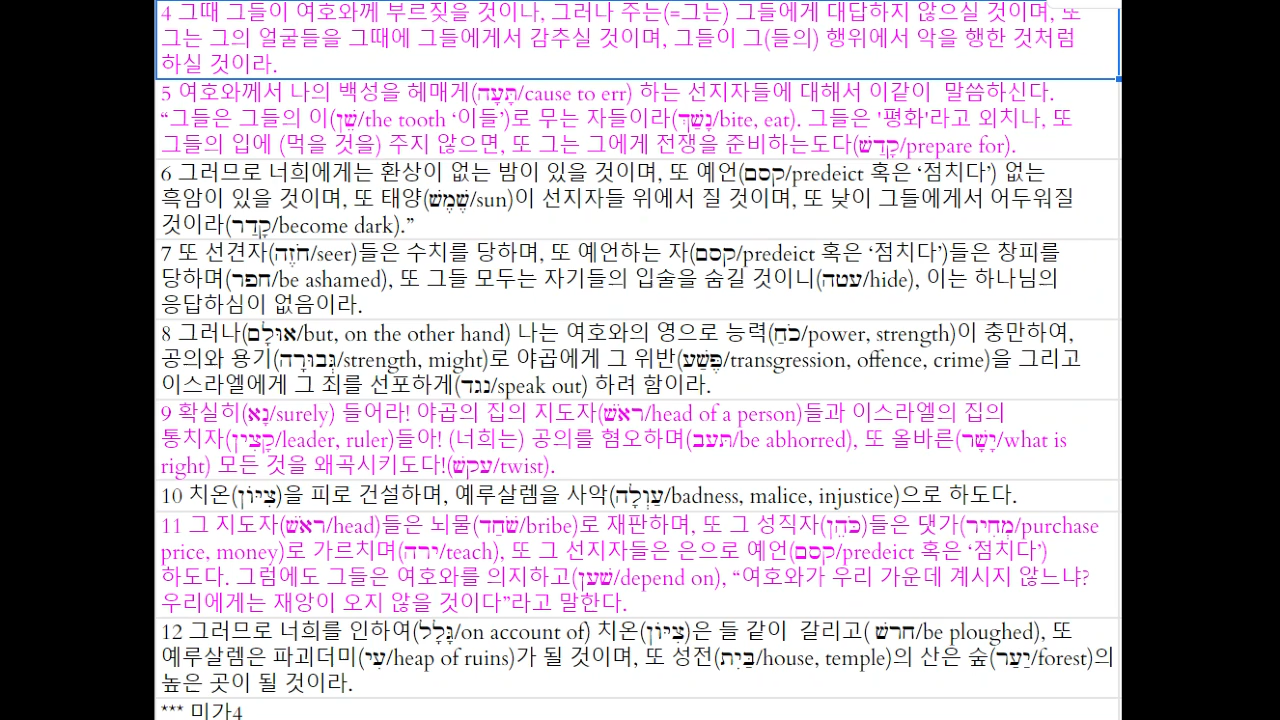 4 그때 그들이 여호와께 부르짖을 것이나, 그러나 주는(=그는) 그들에게 대답하지 않으실 것이며, 또
그는 그의 얼굴들을 그때에 그들에게서 감추실 것이며, 그들이 그(들의) 행위에서 악을 행한 것처럼
하실 것이라.
5 여호와께서 나의 백성을 헤매게(תָּעָה/cause to err) 하는 선지자들에 대해서 이같이 말씀하신다.
“그들은 그들의 이(שֵׁן/the tooth ‘이들’)로 무는 자들이라(נָשַׁךְ/bite, eat). 그들은 '평화'라고 외치나, 또
그들의 입에 (먹을 것을) 주지 않으면, 또 그는 그에게 전쟁을 준비하는도다(קָדַשׁ/prepare for).
6 그러므로 너희에게는 환상이 없는 밤이 있을 것이며, 또 예언(קסם/predeict 혹은 ‘점치다’) 없는
흑암이 있을 것이며, 또 태양(שֶׁמֶשׁ/sun)이 선지자들 위에서 질 것이며, 또 낮이 그들에게서 어두워질
것이라(קָדַר/become dark).”
7 또 선견자(חֹזֶה/seer)들은 수치를 당하며, 또 예언하는 자(קסם/predeict 혹은 ‘점치다’)들은 창피를
당하며(חפר/be ashamed), 또 그들 모두는 자기들의 입술을 숨길 것이니(עטה/hide), 이는 하나님의
응답하심이 없음이라.
8 그러나(אוּלָם/but, on the other hand) 나는 여호와의 영으로 능력(כֹּחַ/power, strength)이 충만하여,
공의와 용기(גְּבוּרָה/strength, might)로 야곱에게 그 위반(פֶּשַׁע/transgression, offence, crime)을 그리고
이스라엘에게 그 죄를 선포하게(נגד/speak out) 하려 함이라.
9 확실히(נָא/surely) 들어라! 야곱의 집의 지도자(ראֹשׁ/head of a person)들과 이스라엘의 집의
통치자(קָצִין/leader, ruler)들아! (너희는) 공의를 혐오하며(תּעב/be abhorred), 또 올바른(יָשָׁר/what is
right) 모든 것을 왜곡시키도다!(עקשׁ/twist).
10 치온(צִיּוֹן)을 피로 건설하며, 예루살렘을 사악(עַוְלָה/badness, malice, injustice)으로 하도다.
11 그 지도자(ראֹשׁ/head)들은 뇌물(שֹׁחַד/bribe)로 재판하며, 또 그 성직자(כֹּהֵן)들은 댓가(מְחִיר/purchase
price, money)로 가르치며(ירה/teach), 또 그 선지자들은 은으로 예언(קסם/predeict 혹은 ‘점치다’)
하도다. 그럼에도 그들은 여호와를 의지하고(שׁען/depend on), “여호와가 우리 가운데 계시지 않느냐?
우리에게는 재앙이 오지 않을 것이다”라고 말한다.
12 그러므로 너희를 인하여(גָּלָל/on account of) 치온(צִיּוֹן)은 들 같이 갈리고( חרשׁ/be ploughed), 또
예루살렘은 파괴더미(עִי/heap of ruins)가 될 것이며, 또 성전(בַּיִת/house, temple)의 산은 숲(יַעַר/forest)의
높은 곳이 될 것이라.
*** 미가4